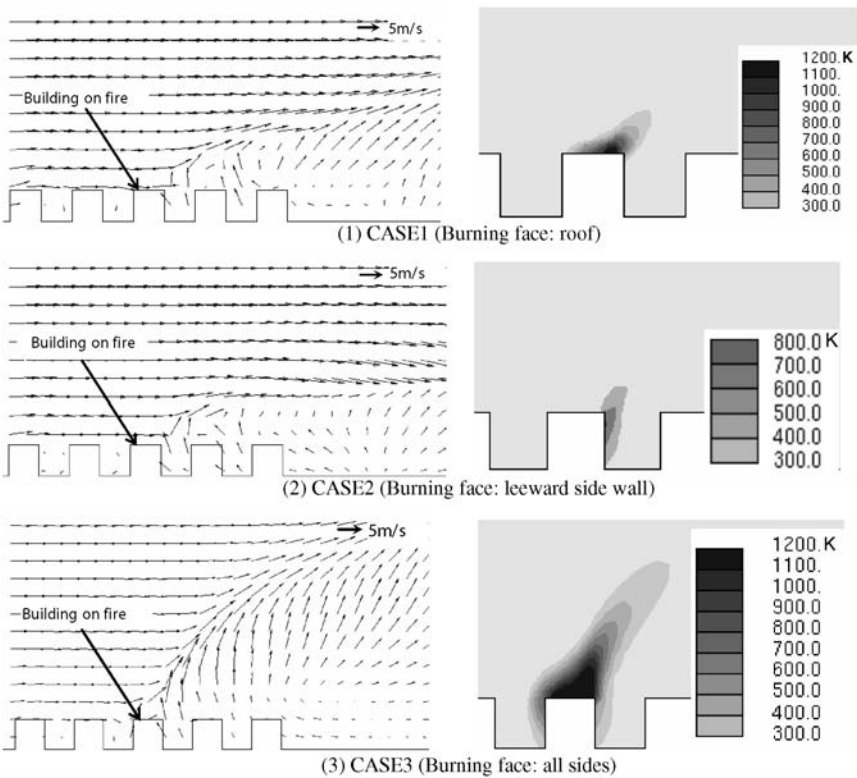 5m/s
Building on fire
1200. K
1100.
1000.
900.0
800.0
700.0
600.0
500.0
400.0
300.0
(1) CASE1 (Burning face: roof)
5m/s
Building on fire
800.0 K
700.0
600.0
500.0
400.0
300.0
(2) CASE2 (Burning face: leeward side wall)
5m/s
Building on fire
1200. K
1100.
1000.
900.0
800.0
700.0
600.0
500.0
400.0
300.0
(3) CASE3 (Burning face: all sides)